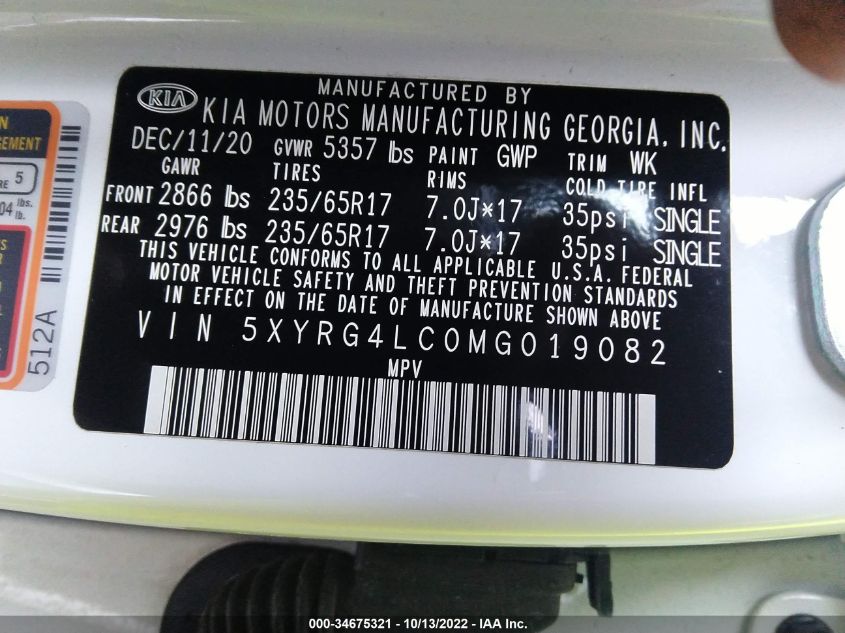 MANUFACTURED BY
KIA KIA MOTORS MANUFACTURING GEORGIA, INC.
DEC/11/20 GVWR 5357 lbs PAINT GWP TRIM WK
GAWR TIRES RIMS COLD TIRE INFL
FRONT 2866 lbs 235/65R17 7.0J×17 35psi SINGLE
REAR 2976 lbs 235/65R17 7.0J×17 35psi SINGLE
THIS VEHICLE CONFORMS TO ALL APPLICABLE U.S.A. FEDERAL
MOTOR VEHICLE SAFETY AND THEFT PREVENTION STANDARDS
IN EFFECT ON THE DATE OF MANUFACTURE SHOWN ABOVE
VIN 5XYRG4LC0MG019082
MPV
5
lbs.
lb.
512A
000-34675321 - 10/13/2022 - IAA Inc.